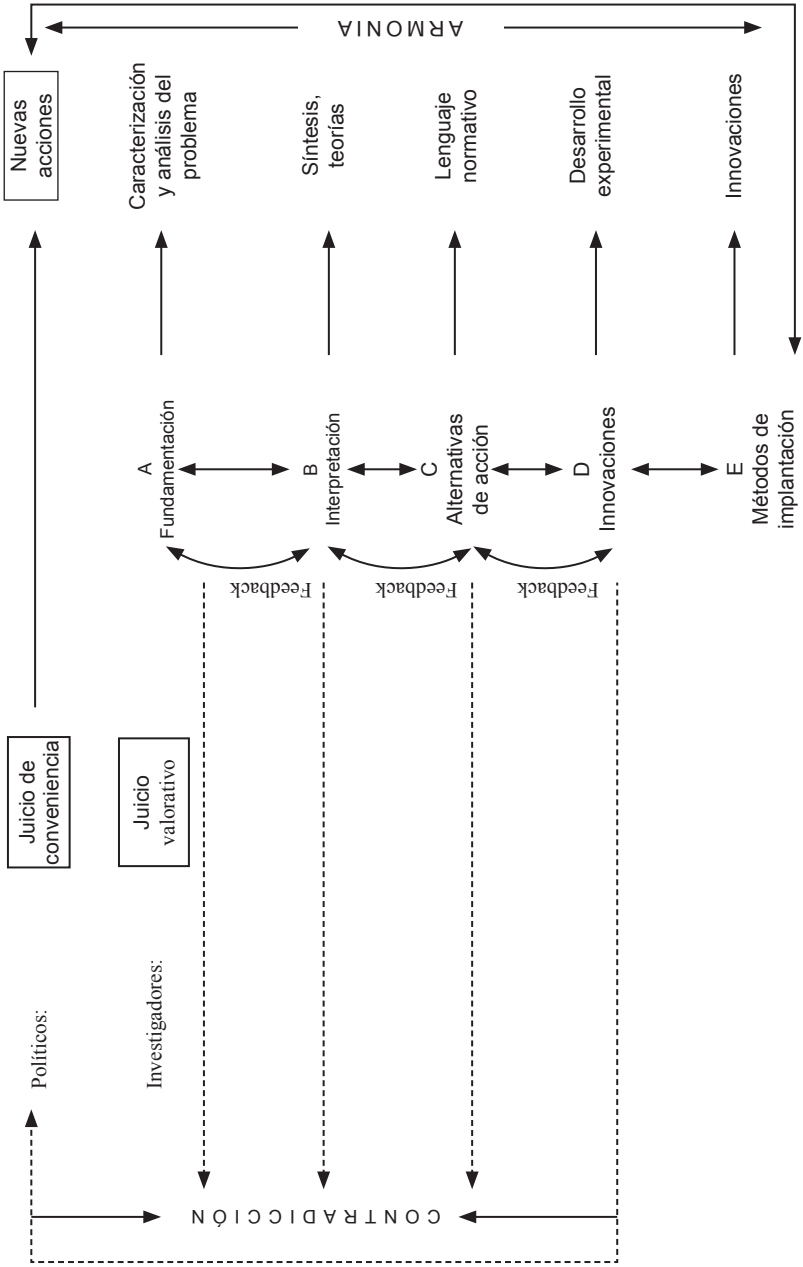 Políticos:
Juicio de
conveniencia
Nuevas
acciones
Investigadores:
Juicio
valorativo
CONTRADICCIÓN
Feedback
Feedback
Feedback
A
Fundamentación
Caracterización
y análisis del
problema
B
Interpretación
Síntesis,
teorías
C
Alternativas
de acción
Lenguaje
normativo
D
Innovaciones
Desarrollo
experimental
E
Métodos de
implantación
Innovaciones
ARMONIA